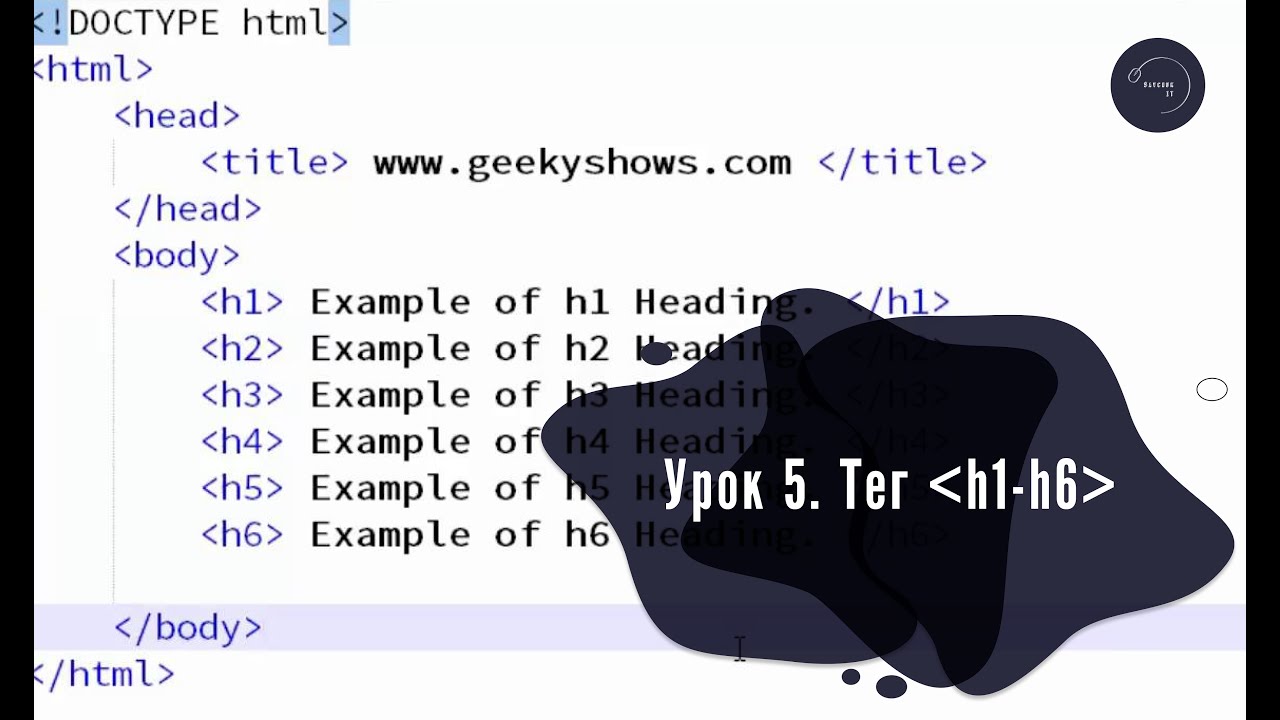 <!DOCTYPE html>
<html>
<head>
<title> www.geekyshows.com </title>
</head>
<body>
<h1> Example of h1 Heading. </h1>
<h2> Example of h2 Heading. </h2>
<h3> Example of h3 Heading. </h3>
<h4> Example of h4 Heading. </h4>
<h5> Example of h5
<h6> Example of h6 Heading. </h6>
</body>
</html>
Урок 5. Тег <h1-h6>
IT